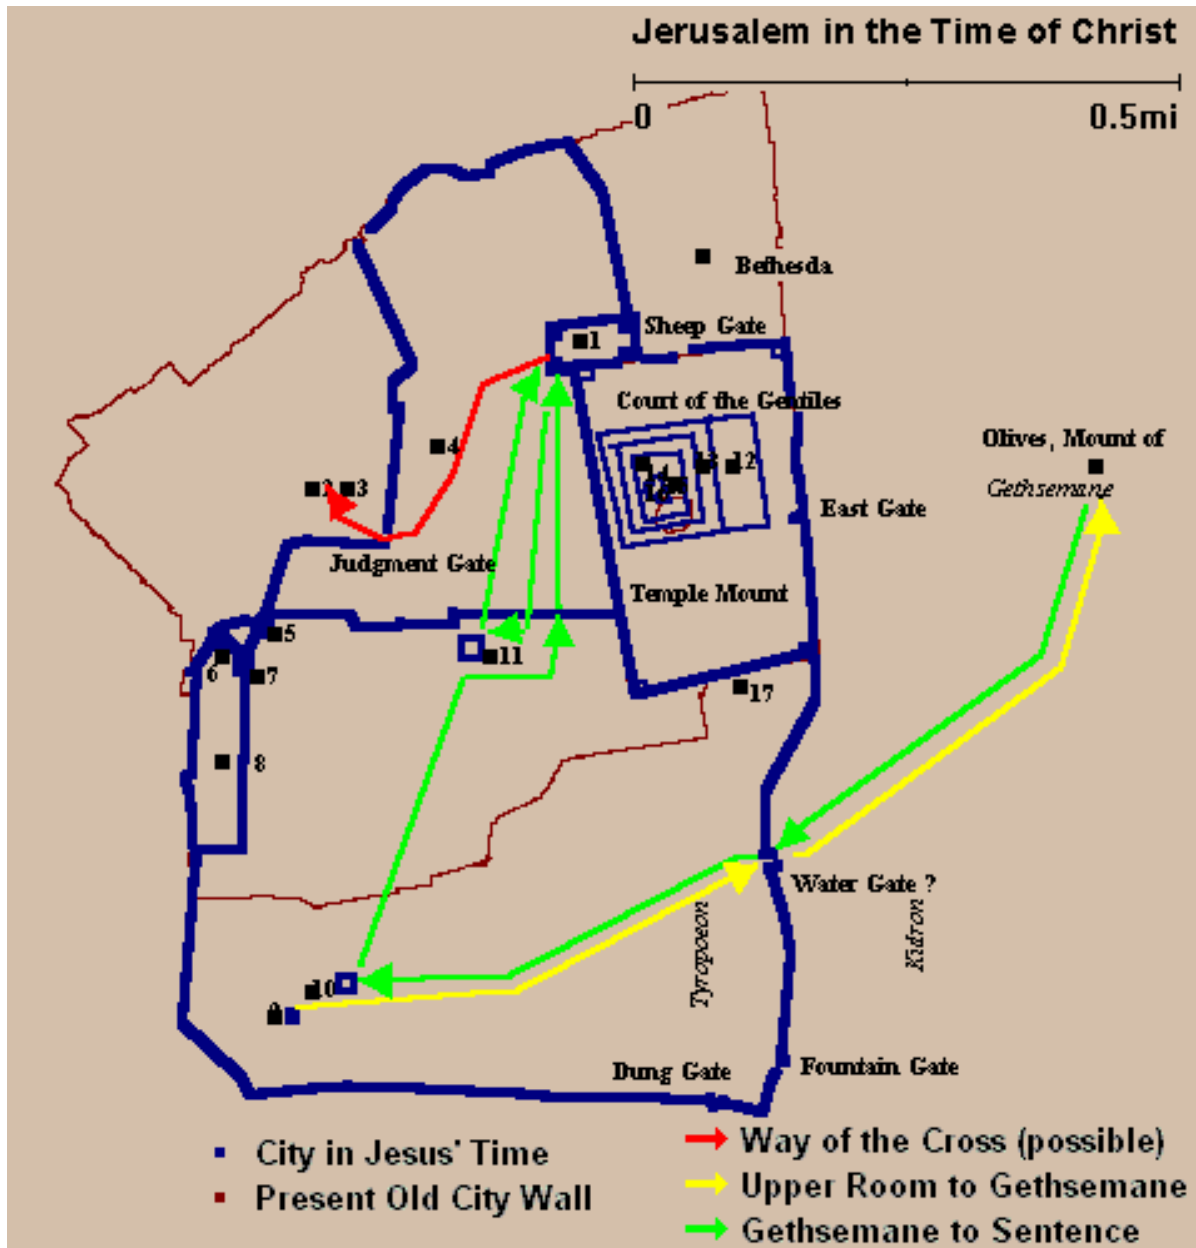 Jerusalem in the Time of Christ
0
0.5mi
Bethesda
Sheep Gate
1
Court of the Gentiles
4
Olives, Mount of
Gethsemane
12
13
2
3
14
East Gate
Judgment Gate
Temple Mount
5
11
6
7
17
8
Water Gate ?
Tyropoeon
Kidron
10
9
Dung Gate
Fountain Gate
City in Jesus' Time
Present Old City Wall
Way of the Cross (possible)
Upper Room to Gethsemane
Gethsemane to Sentence